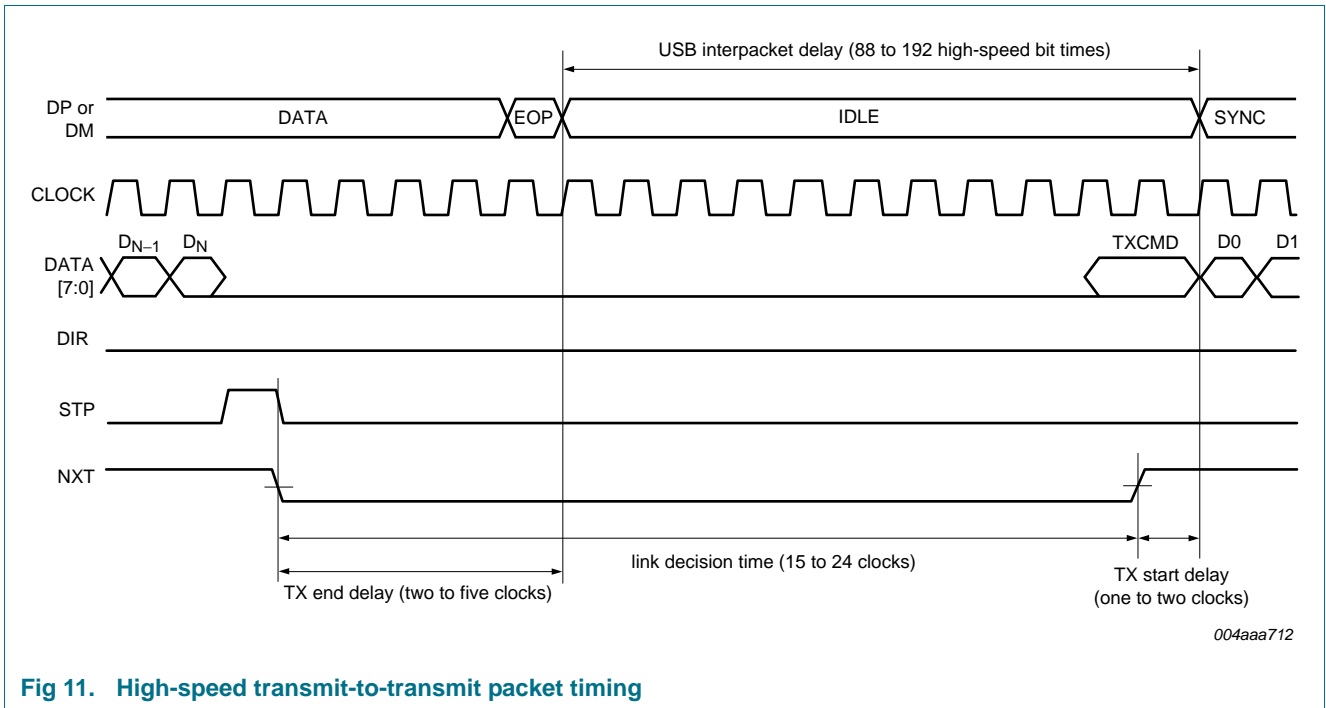 USB interpacket delay (88 to 192 high-speed bit times)
DP or
DM
DATA
EOP
IDLE
SYNC
CLOCK
DATA
[7:0]
DN−1
DN
TXCMD
D0
D1
DIR
STP
NXT
link decision time (15 to 24 clocks)
TX end delay (two to five clocks)
TX start delay
(one to two clocks)
004aaa712
Fig 11. High-speed transmit-to-transmit packet timing